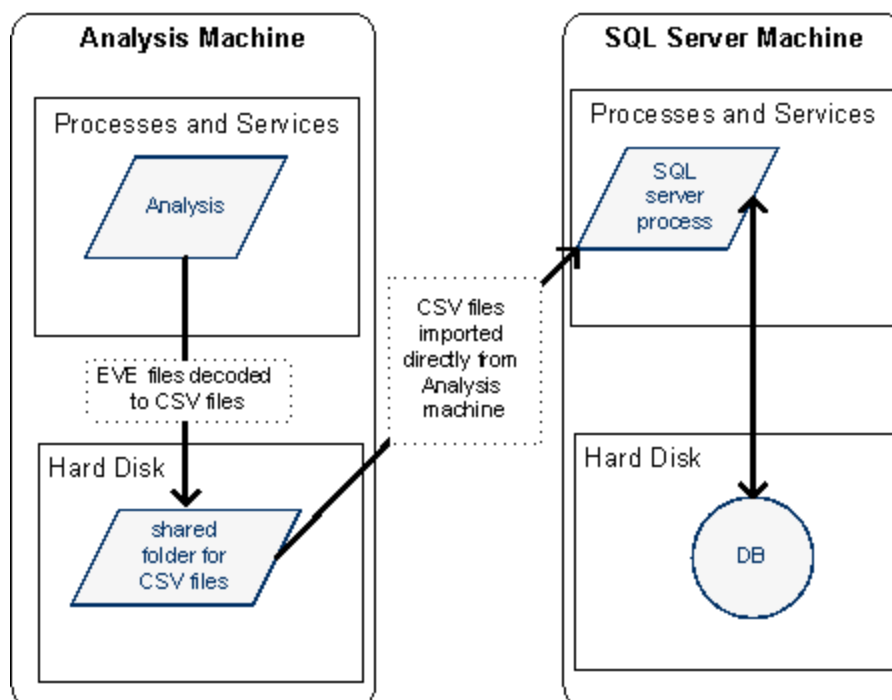 Analysis Machine
Processes and Services
Analysis
EVE files decoded
to CSV files
Hard Disk
shared
folder for
CSV files
CSV files
imported
directly from
Analysis
machine
SQL Server Machine
Processes and Services
SQL
server
process
Hard Disk
DB